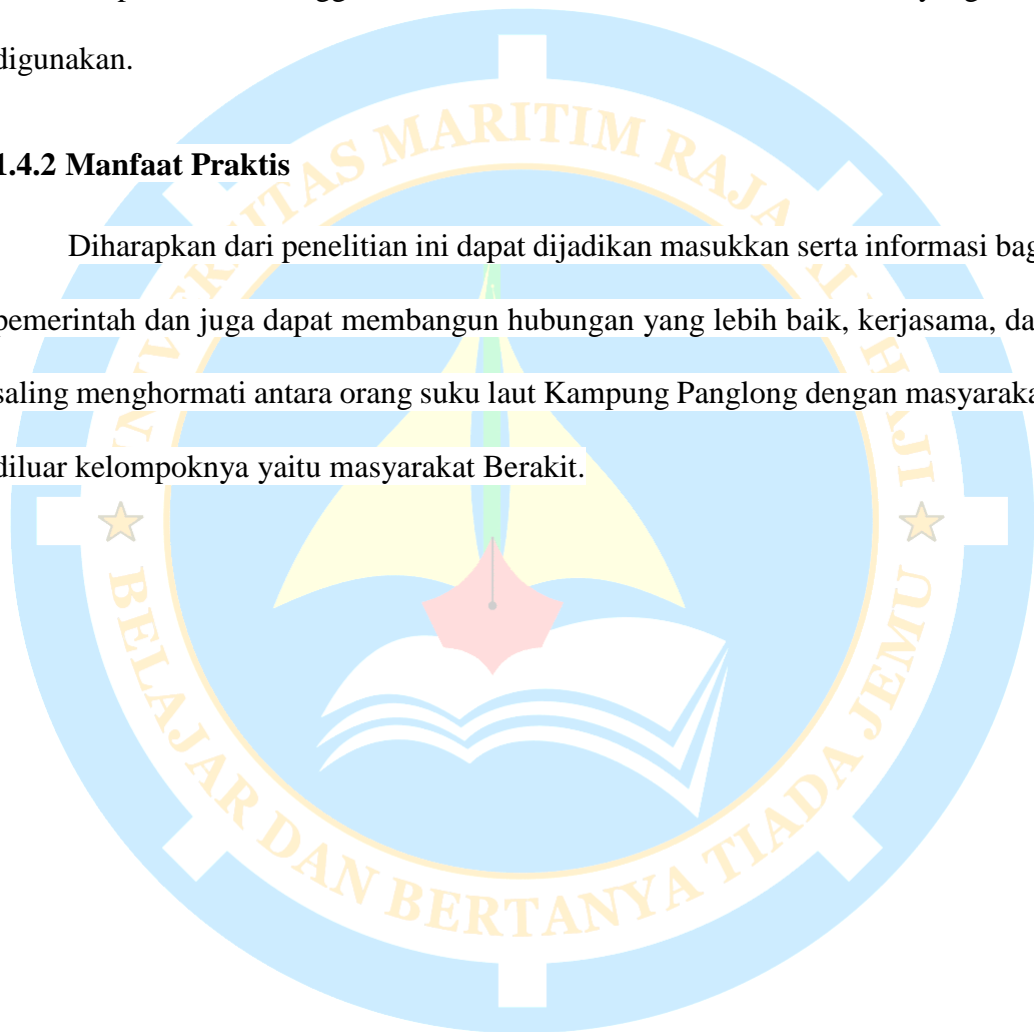 digunakan.
1.4.2 Manfaat Praktis
Diharapkan dari penelitian ini dapat dijadikan masukkan serta informasi bag
pemerintah dan juga dapat membangun hubungan yang lebih baik, kerjasama, da
saling menghormati antara orang suku laut Kampung Panglong dengan masyaraka
diluar kelompoknya yaitu masyarakat Berakit.
UNIVERSITAS MARITIM RAJA ALI HAJI
BELAJAR DAN BERTANYA TIADA JEMU